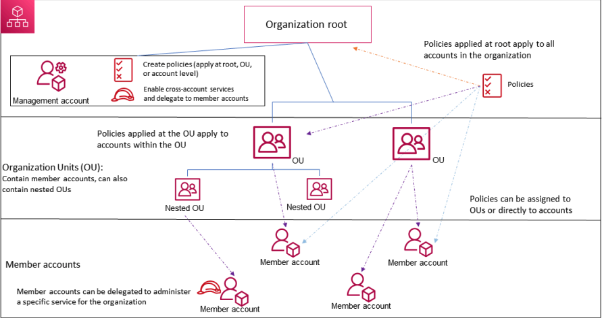 Organization root
Policies applied at root apply to all
accounts in the organization
Create policies (apply at root, OU,
or account level)
Enable cross-account services
and delegate to member accounts
Management account
Policies
Policies applied at the OU apply to
accounts within the OU
OU
OU
Organization Units (OU):
Contain member accounts, can also
contain nested OUs
Nested OU
Nested OU
Policies can be assigned to
OUs or directly to accounts
Member account
Member account
Member accounts
Member accounts can be delegated to administer
a specific service for the organization
Member account
Member account